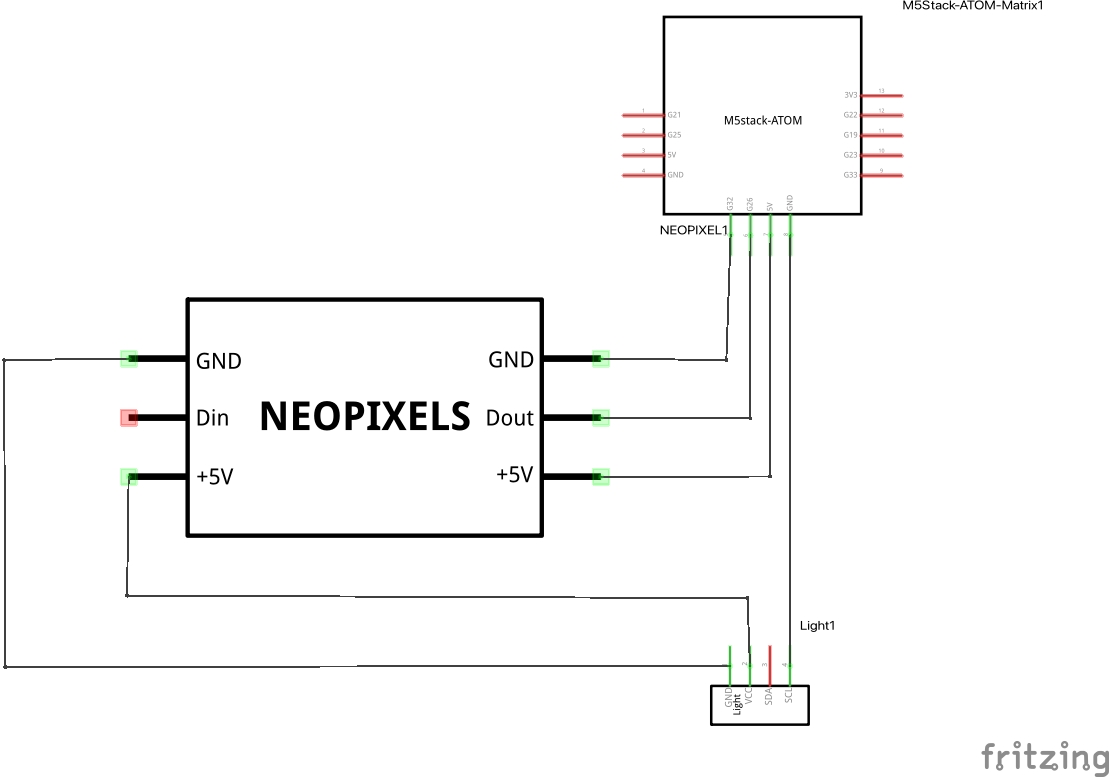 M5Stack-ATOM-Matrix1
M5stack-ATOM
1 G21
2 G25
3 5V
4 GND
3V3 13
G22 12
G19 11
G23 10
G33 9
G32 G26 5V GND
6 7 8
NEOPIXEL1
NEOPIXELS
GND
Din
+5V
GND
Dout
+5V
Light1
1 2 3 4
GND VCC SDA SCL
Light
fritzing